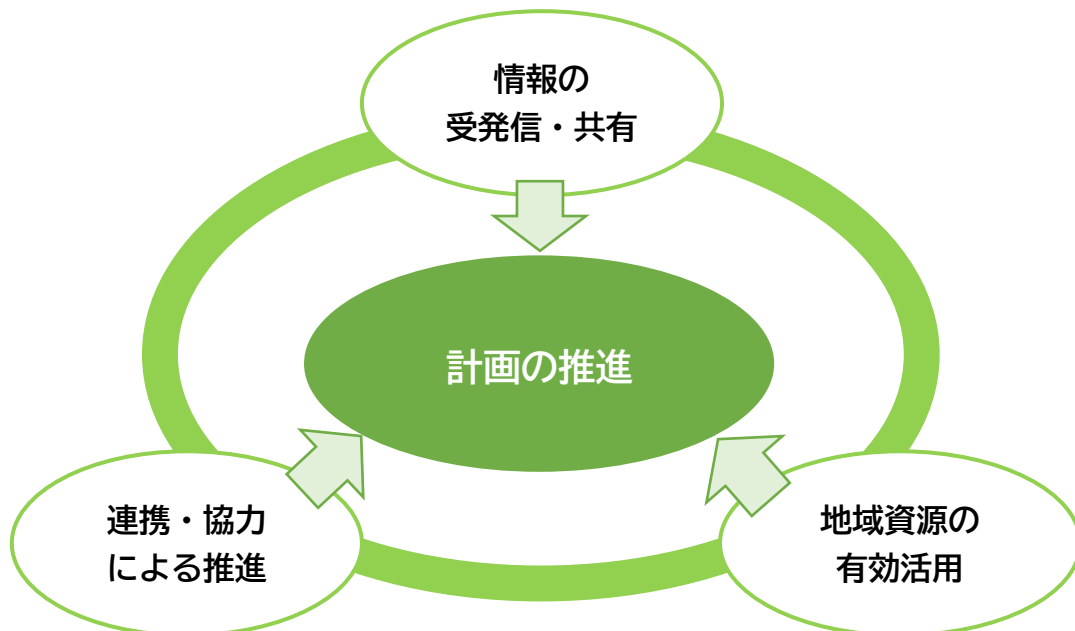 情報の
受発信・共有
計画の推進
連携・協力
による推進
地域資源の
有効活用